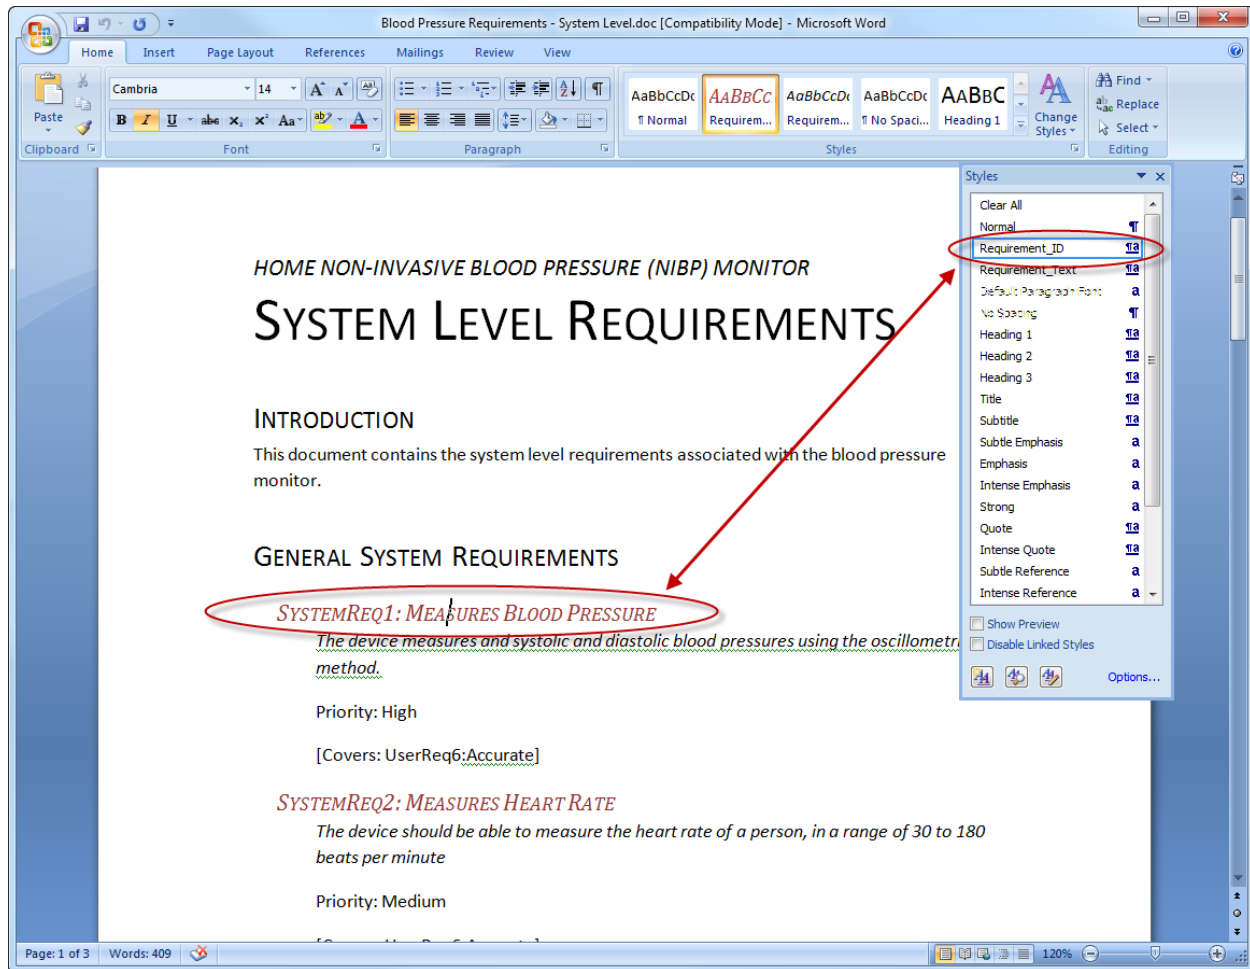 Blood Pressure Requirements - System Level.doc [Compatibility Mode] - Microsoft Word
Home Insert Page Layout References Mailings Review View
Cambria 14
Paste
Clipboard
B I U abc x₂ x² Aa
Font
Paragraph
AaBbCcDc AABBCC AaBbCcDc AaBbCcDc AABBC
¶ Normal Requirem... Requirem... ¶ No Spaci... Heading 1
Change Styles
Styles
Find
Replace
Select
Editing
HOME NON-INVASIVE BLOOD PRESSURE (NIBP) MONITOR
SYSTEM LEVEL REQUIREMENTS
INTRODUCTION
This document contains the system level requirements associated with the blood pressure
monitor.
GENERAL SYSTEM REQUIREMENTS
SYSTEMREQ1: MEASURES BLOOD PRESSURE
The device measures and systolic and diastolic blood pressures using the oscillometri
method.
Priority: High
[Covers: UserReq6:Accurate]
SYSTEMREQ2: MEASURES HEART RATE
The device should be able to measure the heart rate of a person, in a range of 30 to 180
beats per minute
Priority: Medium
Styles
Clear All
Normal ¶
Requirement_ID ¶a
Requirement_Text ¶a
Default Paragraph Font a
No Spacing ¶
Heading 1 ¶a
Heading 2 ¶a
Heading 3 ¶a
Title ¶a
Subtitle ¶a
Subtle Emphasis a
Emphasis a
Intense Emphasis a
Strong a
Quote ¶a
Intense Quote ¶a
Subtle Reference a
Intense Reference a
Show Preview
Disable Linked Styles
Options...
Page: 1 of 3 Words: 409 120%